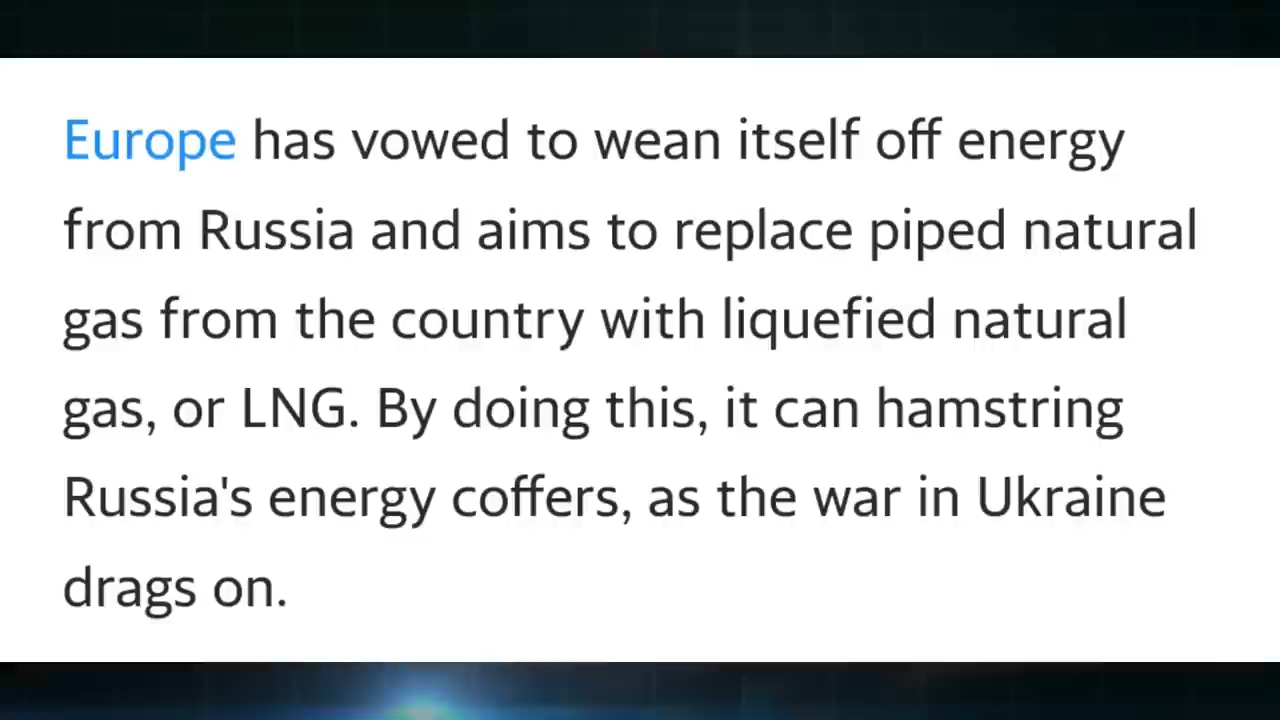 Europe has vowed to wean itself off energy
from Russia and aims to replace piped natural
gas from the country with liquefied natural
gas, or LNG. By doing this, it can hamstring
Russia's energy coffers, as the war in Ukraine
drags on.